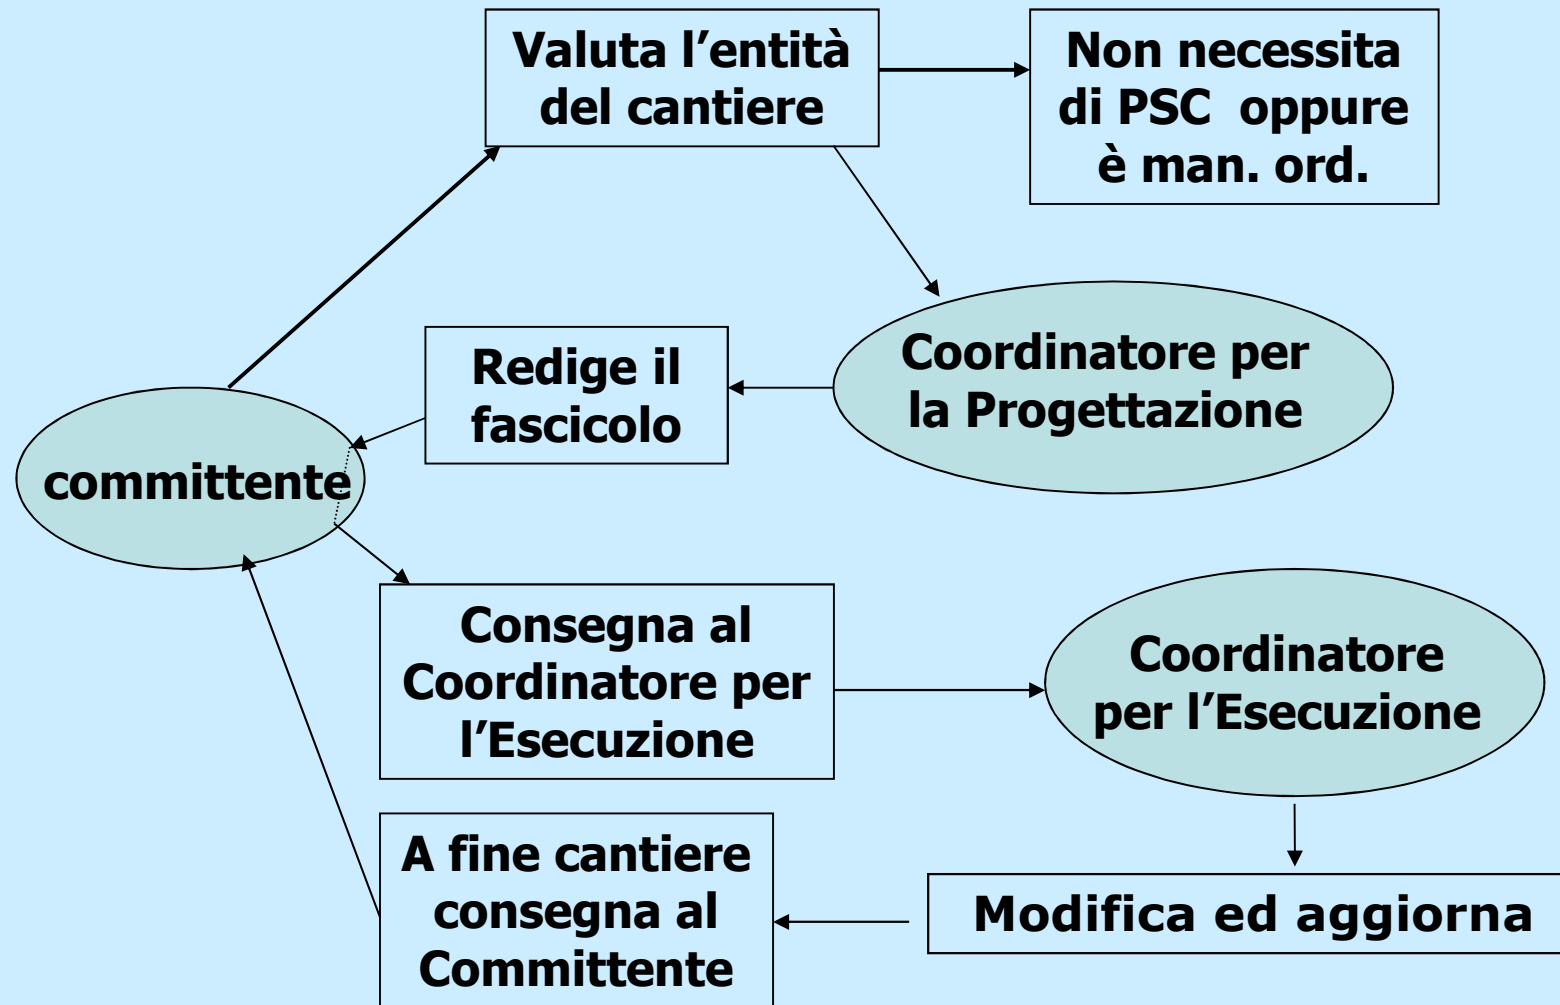 Valuta l’entità
del cantiere
Non necessita
di PSC oppure
è man. ord.
Redige il
fascicolo
Coordinatore per
la Progettazione
committente
Consegna al
Coordinatore per
l’Esecuzione
Coordinatore
per l’Esecuzione
A fine cantiere
consegna al
Committente
Modifica ed aggiorna